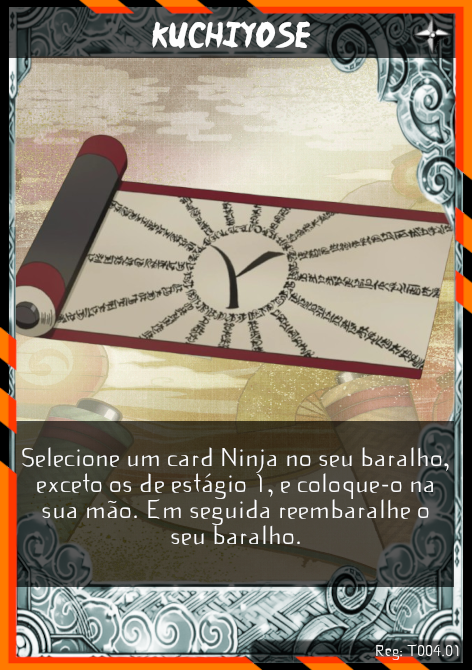 KUCHIYOSE
Selecione um card Ninja no seu baralho,
exceto os de estágio 1, e coloque-o na
sua mão. Em seguida reembaralhe o
seu baralho.
Reg: T004.01